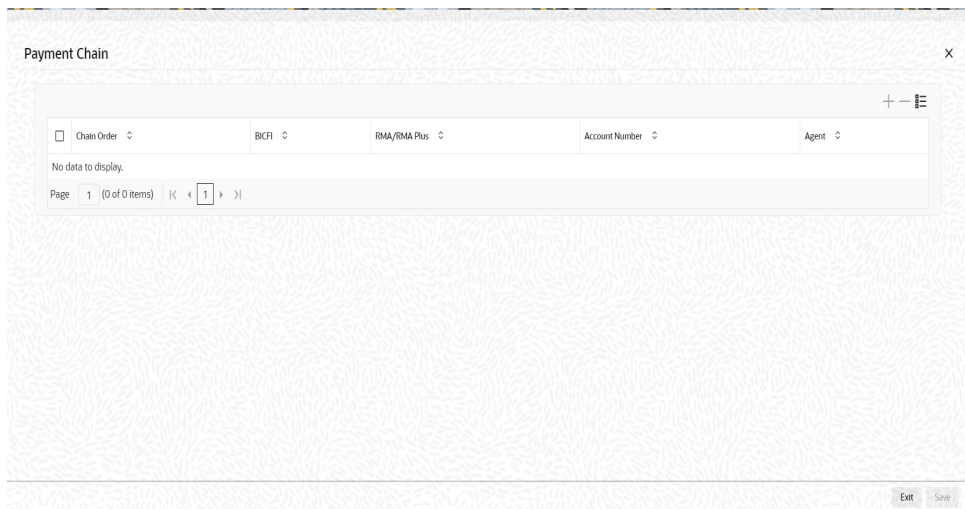 Payment Chain
Chain Order BICFI RMA/RMA Plus Account Number Agent
No data to display.
Page 1 (0 of 0 items) 1
Exit Save